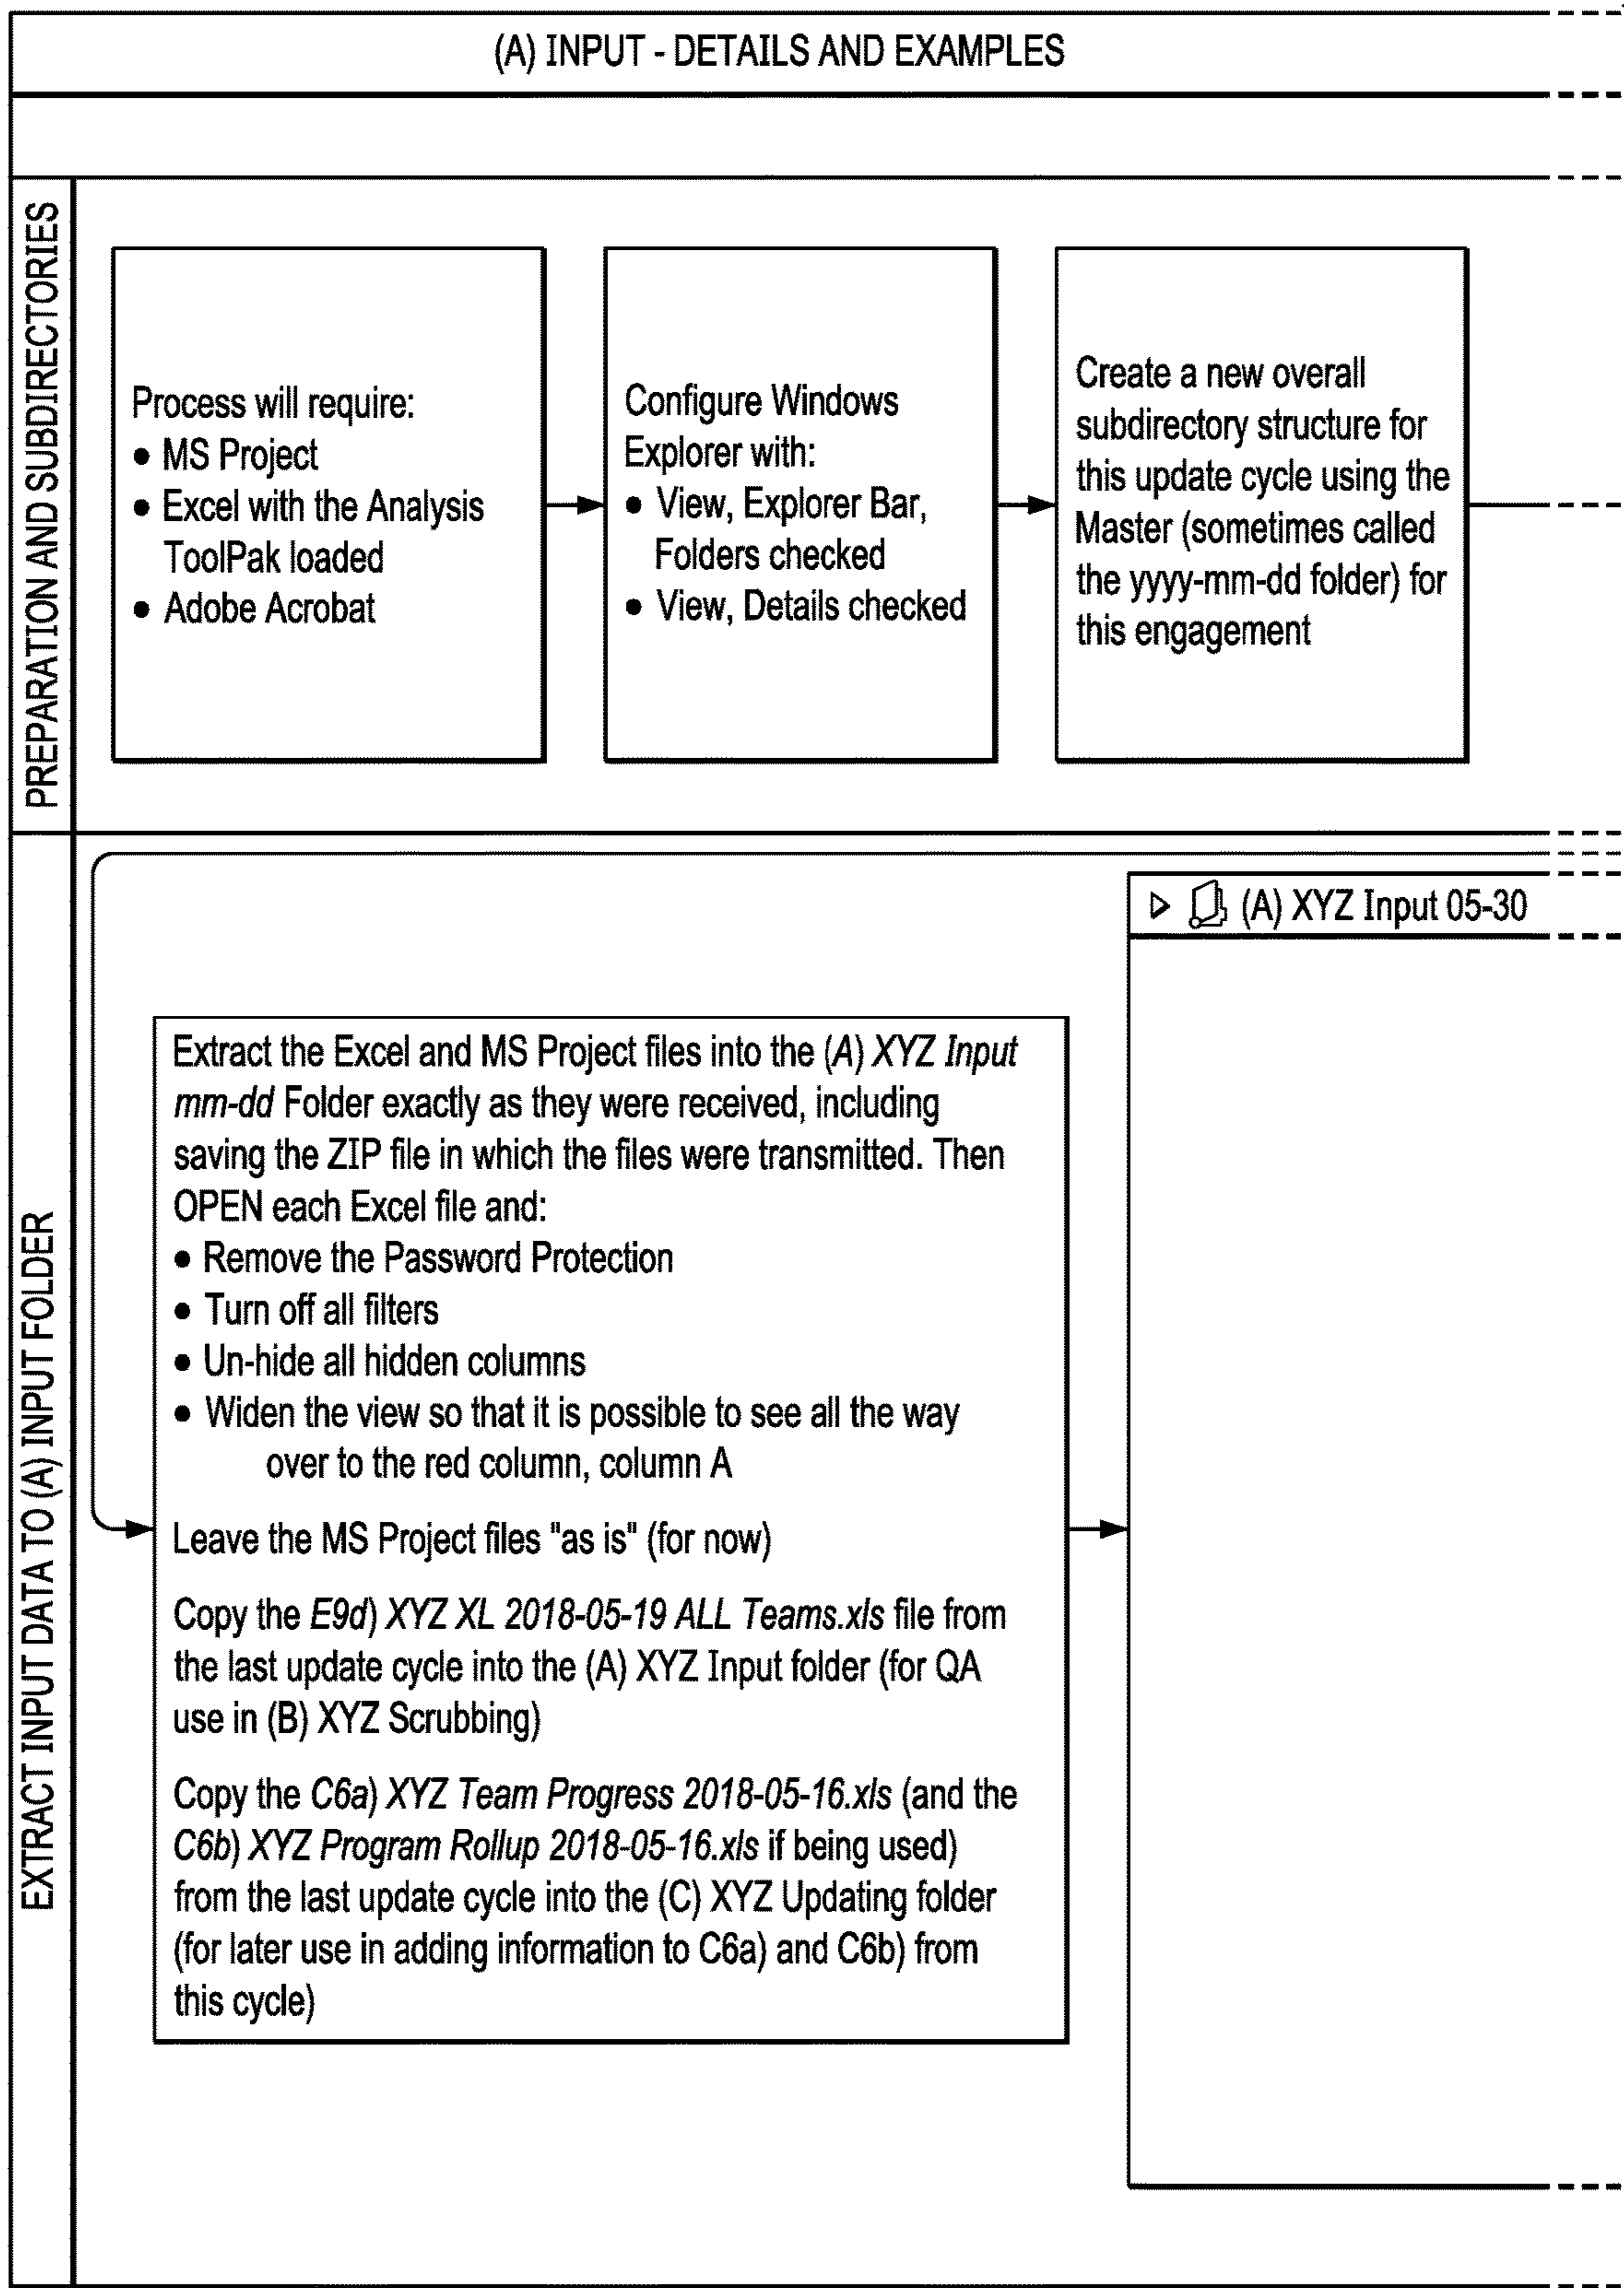 (A) INPUT - DETAILS AND EXAMPLES
PREPARATION AND SUBDIRECTORIES
Process will require:
• MS Project
• Excel with the Analysis
ToolPak loaded
• Adobe Acrobat
Configure Windows
Explorer with:
• View, Explorer Bar,
Folders checked
• View, Details checked
Create a new overall
subdirectory structure for
this update cycle using the
Master (sometimes called
the yyyy-mm-dd folder) for
this engagement
EXTRACT INPUT DATA TO (A) INPUT FOLDER
Extract the Excel and MS Project files into the (A) XYZ Input
mm-dd Folder exactly as they were received, including
saving the ZIP file in which the files were transmitted. Then
OPEN each Excel file and:
• Remove the Password Protection
• Turn off all filters
• Un-hide all hidden columns
• Widen the view so that it is possible to see all the way
over to the red column, column A
Leave the MS Project files "as is" (for now)
Copy the E9d) XYZ XL 2018-05-19 ALL Teams.xls file from
the last update cycle into the (A) XYZ Input folder (for QA
use in (B) XYZ Scrubbing)
Copy the C6a) XYZ Team Progress 2018-05-16.xls (and the
C6b) XYZ Program Rollup 2018-05-16.xls if being used)
from the last update cycle into the (C) XYZ Updating folder
(for later use in adding information to C6a) and C6b) from
this cycle)
(A) XYZ Input 05-30